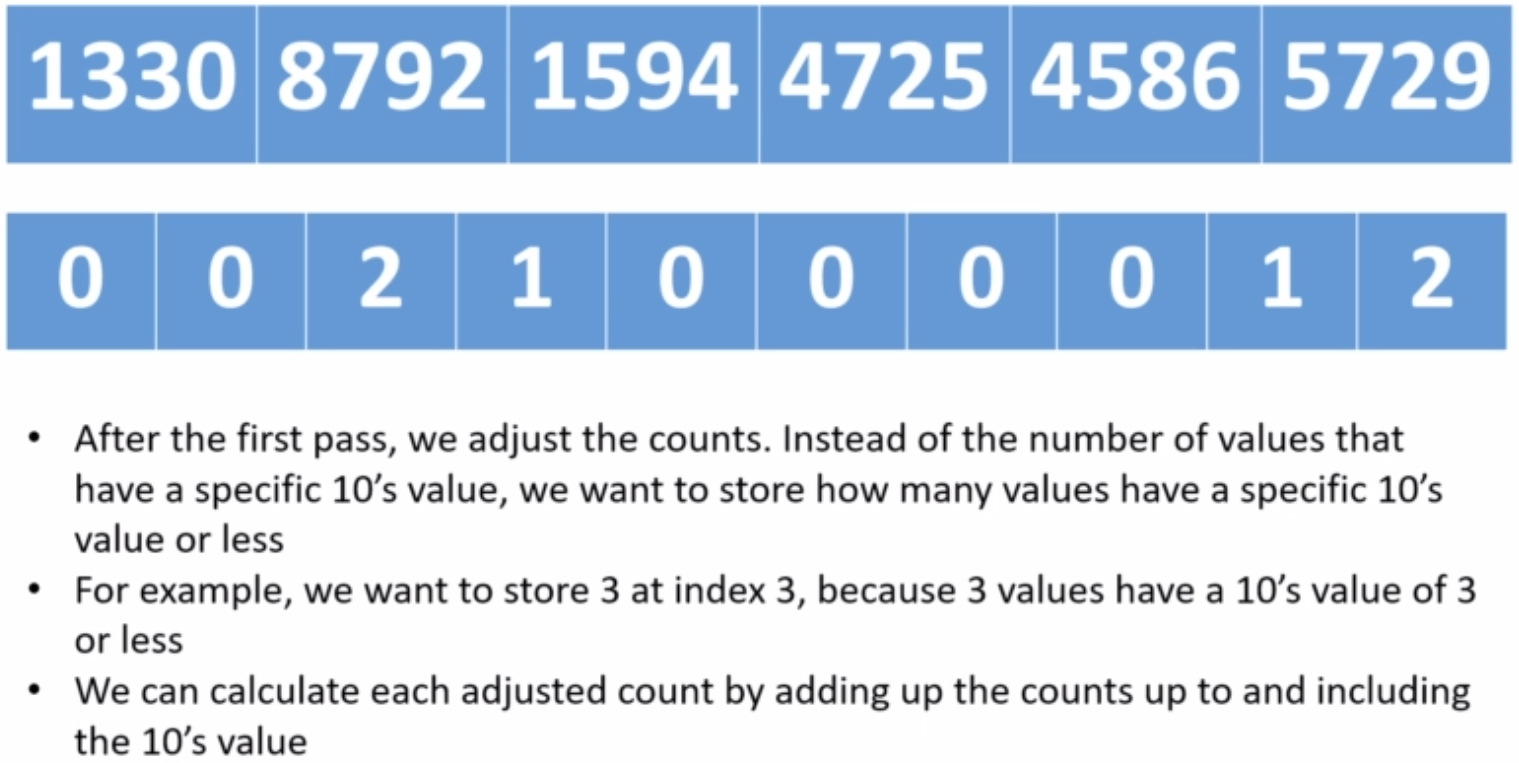 1330 8792 1594 4725 4586 5729
0 0 2 1 0 0 0 0 1 2
• After the first pass, we adjust the counts. Instead of the number of values that
have a specific 10’s value, we want to store how many values have a specific 10’s
value or less
• For example, we want to store 3 at index 3, because 3 values have a 10’s value of 3
or less
• We can calculate each adjusted count by adding up the counts up to and including
the 10’s value